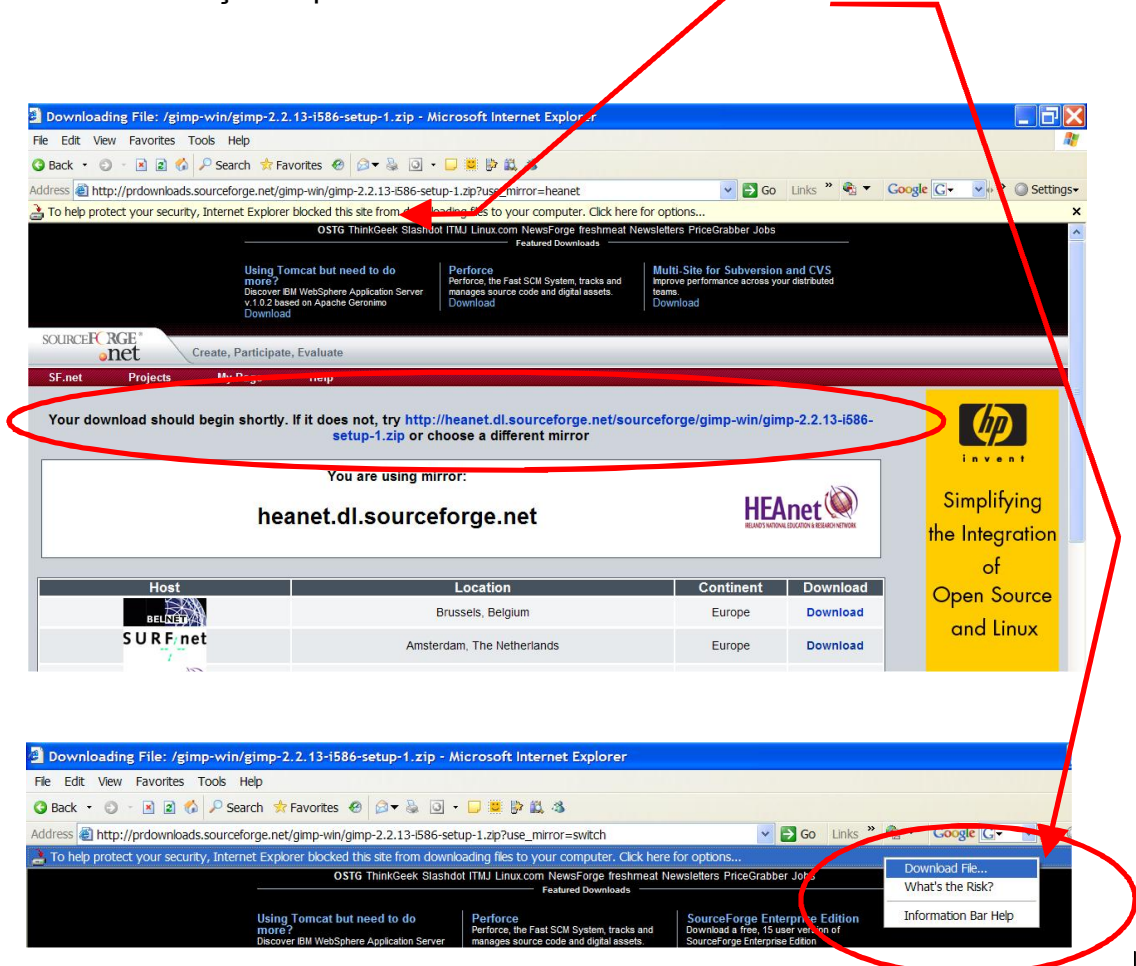 Downloading File: /gimp-win/gimp-2.2.13-i586-setup-1.zip - Microsoft Internet Explorer
File Edit View Favorites Tools Help
Back Search Favorites
Address http://prdownloads.sourceforge.net/gimp-win/gimp-2.2.13-i586-setup-1.zip?use_mirror=heanet Go Links » Google G Settings
To help protect your security, Internet Explorer blocked this site from downloading files to your computer. Click here for options...
OSTG ThinkGeek Slashdot ITMJ Linux.com NewsForge freshmeat Newsletters PriceGrabber Jobs
Featured Downloads
Using Tomcat but need to do more?
Discover IBM WebSphere Application Server v.1.0.2 based on Apache Geronimo
Download
Perforce
Perforce, the Fast SCM System, tracks and manages source code and digital assets.
Download
Multi-Site for Subversion and CVS
Improve performance across your distributed teams.
Download
SOURCEFORGE
.net
Create, Participate, Evaluate
SF.net Projects My Page Help
Your download should begin shortly. If it does not, try http://heanet.dl.sourceforge.net/sourceforge/gimp-win/gimp-2.2.13-i586-
setup-1.zip or choose a different mirror
You are using mirror:
heanet.dl.sourceforge.net
HEAnet
IRELAND'S NATIONAL EDUCATION & RESEARCH NETWORK
hp
invent
Simplifying
the Integration
of
Open Source
and Linux
Host Location Continent Download
BELNET Brussels, Belgium Europe Download
SURFnet Amsterdam, The Netherlands Europe Download
Downloading File: /gimp-win/gimp-2.2.13-i586-setup-1.zip - Microsoft Internet Explorer
File Edit View Favorites Tools Help
Back Search Favorites
Address http://prdownloads.sourceforge.net/gimp-win/gimp-2.2.13-i586-setup-1.zip?use_mirror=switch Go Links » Google G
To help protect your security, Internet Explorer blocked this site from downloading files to your computer. Click here for options...
Download File...
What's the Risk?
Information Bar Help
OSTG ThinkGeek Slashdot ITMJ Linux.com NewsForge freshmeat Newsletters PriceGrabber Jobs
Featured Downloads
Using Tomcat but need to do more?
Discover IBM WebSphere Application Server
Perforce
Perforce, the Fast SCM System, tracks and manages source code and digital assets.
SourceForge Enterprise Edition
Download a free, 15 user version of SourceForge Enterprise Edition